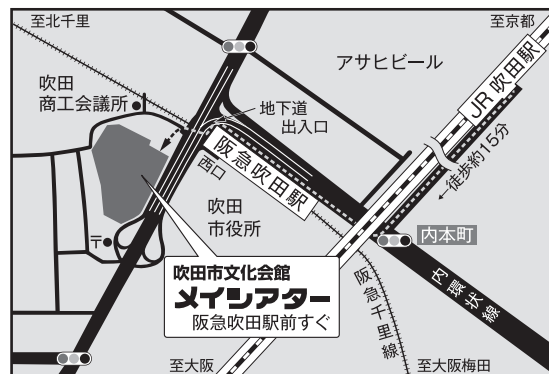 至北千里
至京都
アサヒビール
JR吹田駅
吹田
商工会議所
地下道
出入口
阪急吹田駅
西口
←徒歩約15分
吹田
市役所
〒
内本町
吹田市文化会館
メイシアター
阪急吹田駅前すぐ
阪急千里線
内環状線
至大阪
至大阪梅田